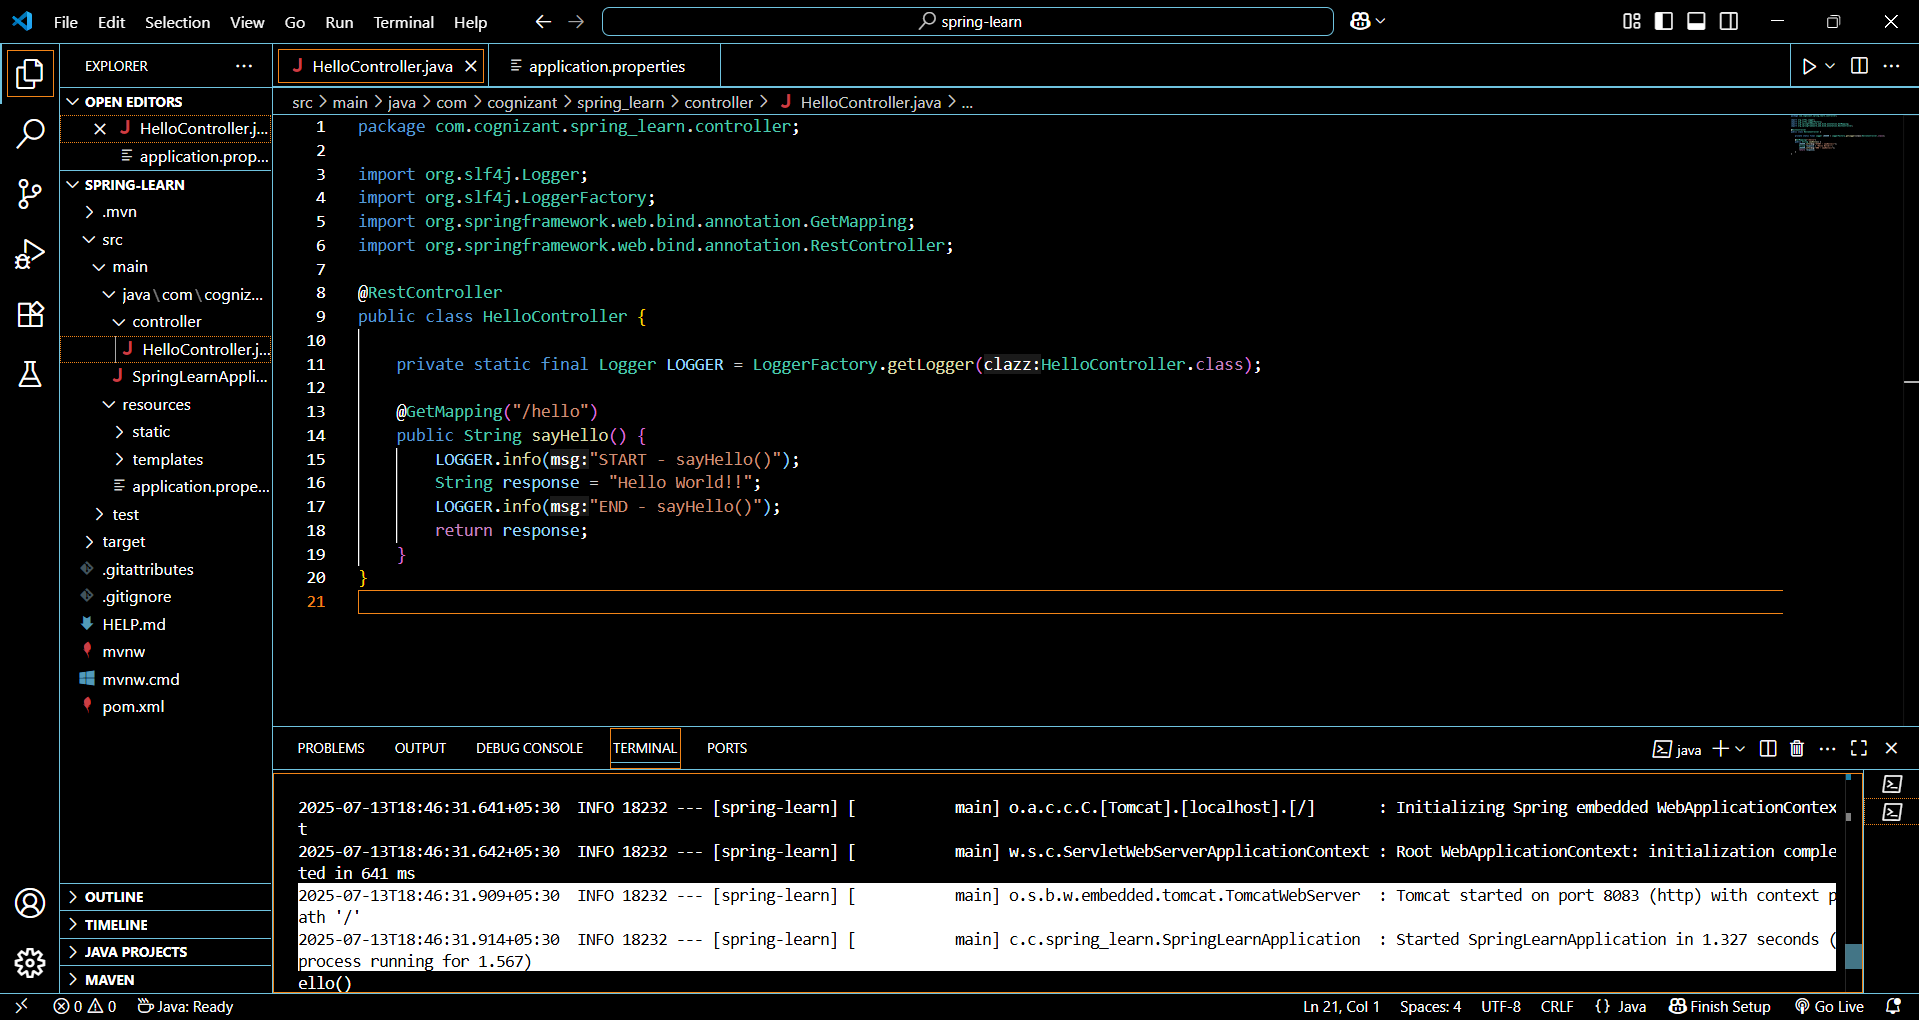 File Edit Selection View Go Run Terminal Help
spring-learn
EXPLORER
OPEN EDITORS
HelloController.j...
application.prop...
SPRING-LEARN
.mvn
src
main
java\com\cogniz...
controller
HelloController.j...
SpringLearnAppli...
resources
static
templates
application.prope...
test
target
.gitattributes
.gitignore
HELP.md
mvnw
mvnw.cmd
pom.xml
OUTLINE
TIMELINE
JAVA PROJECTS
MAVEN
HelloController.java
application.properties
src > main > java > com > cognizant > spring_learn > controller > HelloController.java > ...
1 package com.cognizant.spring_learn.controller;
2
3 import org.slf4j.Logger;
4 import org.slf4j.LoggerFactory;
5 import org.springframework.web.bind.annotation.GetMapping;
6 import org.springframework.web.bind.annotation.RestController;
7
8 @RestController
9 public class HelloController {
10
11 private static final Logger LOGGER = LoggerFactory.getLogger(clazz:HelloController.class);
12
13 @GetMapping("/hello")
14 public String sayHello() {
15 LOGGER.info(msg:"START - sayHello()");
16 String response = "Hello World!!";
17 LOGGER.info(msg:"END - sayHello()");
18 return response;
19 }
20 }
21
PROBLEMS OUTPUT DEBUG CONSOLE TERMINAL PORTS
java
2025-07-13T18:46:31.641+05:30 INFO 18232 --- [spring-learn] [ main] o.a.c.c.C.[Tomcat].[localhost].[/] : Initializing Spring embedded WebApplicationContex
t
2025-07-13T18:46:31.642+05:30 INFO 18232 --- [spring-learn] [ main] w.s.c.ServletWebServerApplicationContext : Root WebApplicationContext: initialization comple
ted in 641 ms
2025-07-13T18:46:31.909+05:30 INFO 18232 --- [spring-learn] [ main] o.s.b.w.embedded.tomcat.TomcatWebServer : Tomcat started on port 8083 (http) with context p
ath '/'
2025-07-13T18:46:31.914+05:30 INFO 18232 --- [spring-learn] [ main] c.c.spring_learn.SpringLearnApplication : Started SpringLearnApplication in 1.327 seconds (
process running for 1.567)
ello()
0 0 Java: Ready
Ln 21, Col 1 Spaces: 4 UTF-8 CRLF {} Java Finish Setup Go Live